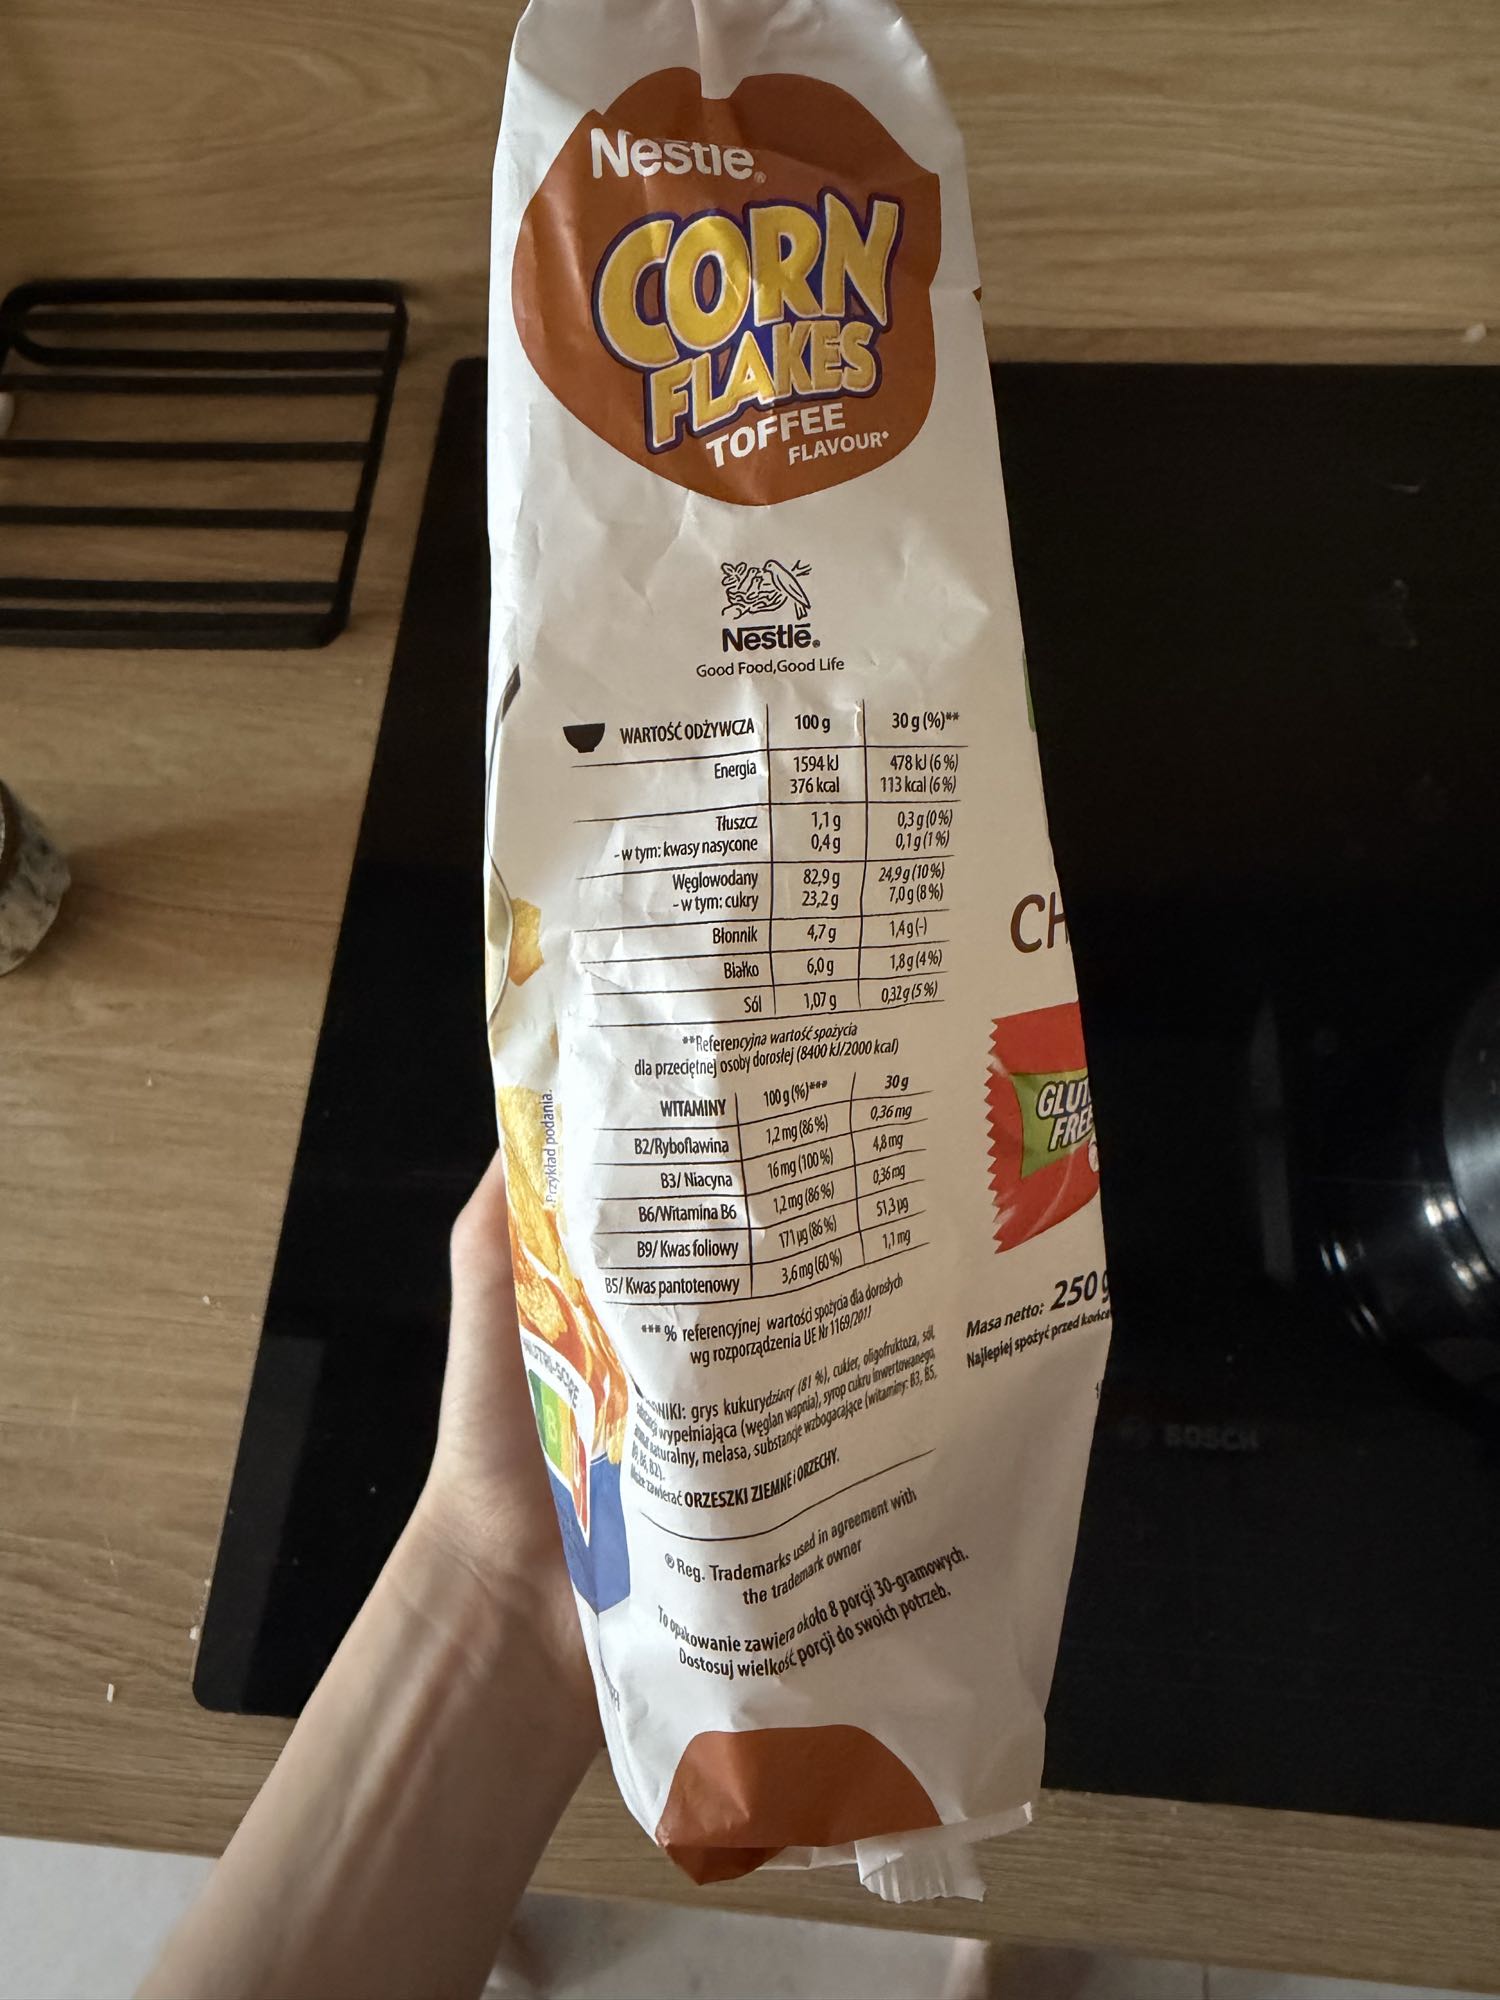 Nestlé®
CORN
FLAKES
TOFFEE
FLAVOUR*
Nestlé®
Good Food, Good Life
WARTOŚĆ ODŻYWCZA 100 g 30 g (%)**
Energia 1594 kJ 478 kJ (6 %)
376 kcal 113 kcal (6 %)
Tłuszcz 1,1 g 0,3 g (0 %)
- w tym: kwasy nasycone 0,4 g 0,1 g (1 %)
Węglowodany 82,9 g 24,9 g (10 %)
- w tym: cukry 23,2 g 7,0 g (8 %)
Błonnik 4,7 g 1,4 g (-)
Białko 6,0 g 1,8 g (4 %)
Sól 1,07 g 0,32 g (5 %)
**Referencyjna wartość spożycia
dla przeciętnej osoby dorosłej (8400 kJ/2000 kcal)
WITAMINY 100 g (%)*** 30 g
B2/Ryboflawina 1,2 mg (86 %) 0,36 mg
B3/ Niacyna 16 mg (100 %) 4,8 mg
B6/Witamina B6 1,2 mg (86 %) 0,36 mg
B9/ Kwas foliowy 171 µg (86 %) 51,3 µg
B5/ Kwas pantotenowy 3,6 mg (60 %) 1,1 mg
*** % referencyjnej wartości spożycia dla dorosłych
wg rozporządzenia UE Nr 1169/2011
NIKI: grys kukurydziany (81 %), cukier, oligofruktoza, sól,
wypełniająca (węglan wapnia), syrop cukru inwertowanego,
naturalny, melasa, substancje wzbogacające (witaminy: B3, B5,
B6, B2).
Może zawierać ORZESZKI ZIEMNE i ORZECHY.
® Reg. Trademarks used in agreement with
the trademark owner
To opakowanie zawiera około 8 porcji 30-gramowych.
Dostosuj wielkość porcji do swoich potrzeb.
Przykład podania.
NUTRI-SCORE
B
CH
GLUT
FREE
Masa netto: 250 g
Najlepiej spożyć przed końce
BOSCH